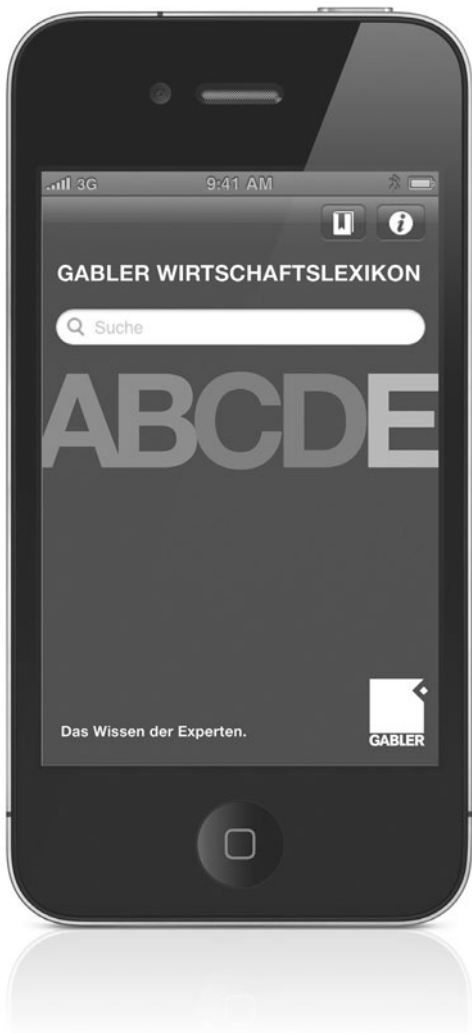 3G 9:41 AM
GABLER WIRTSCHAFTSLEXIKON
Suche
ABCDE
Das Wissen der Experten.
GABLER